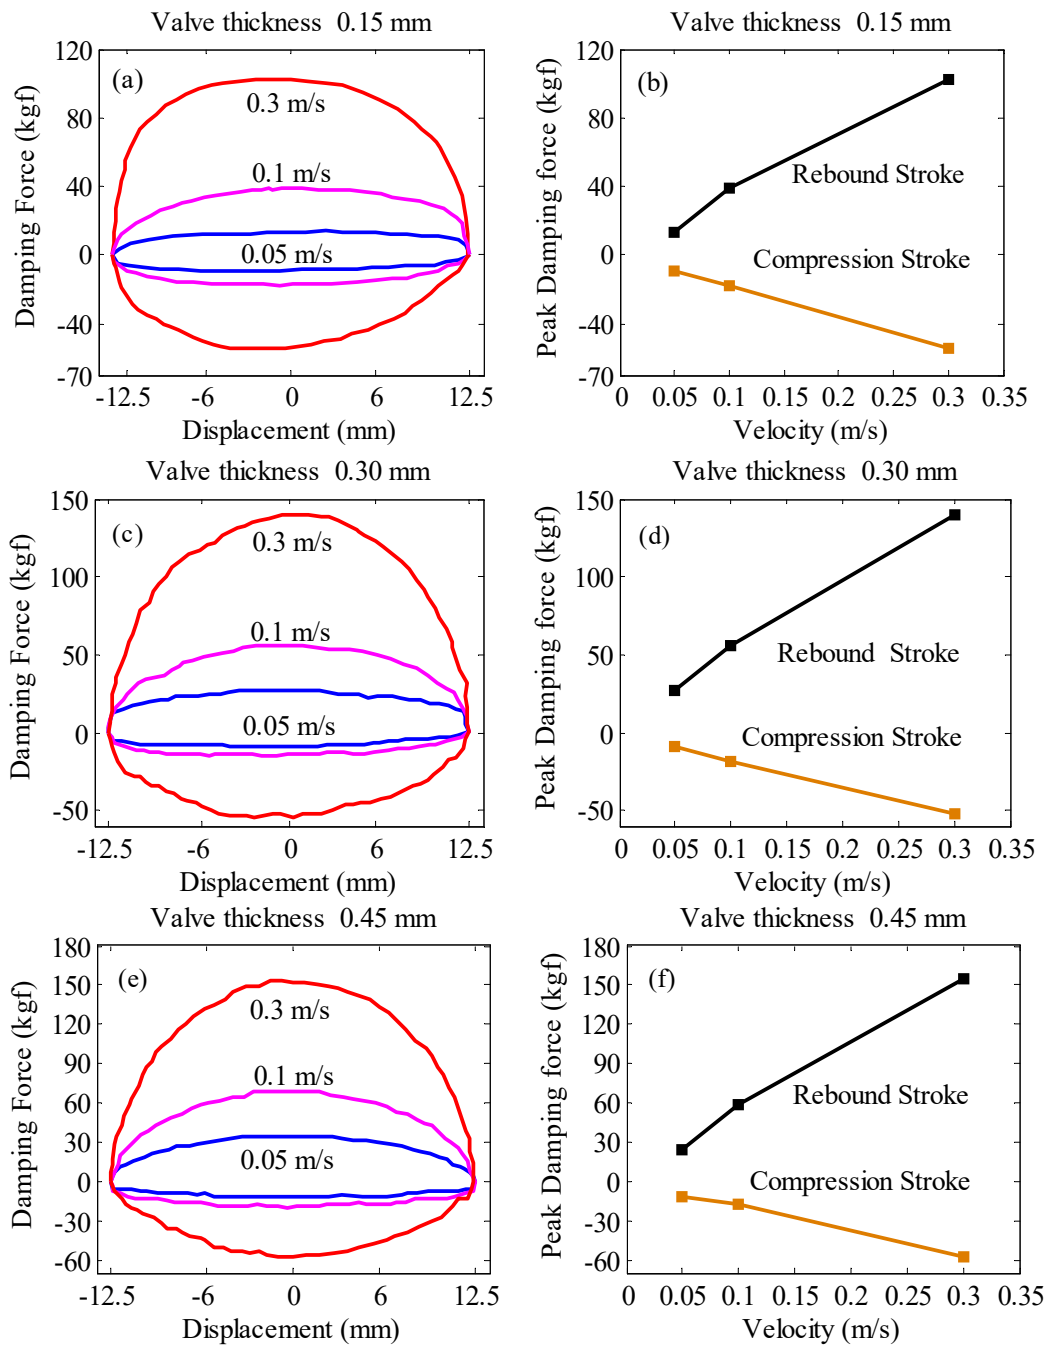 Valve thickness 0.15 mm
Valve thickness 0.15 mm
Damping Force (kgf)
120
80
40
0
-40
-70
(a)
0.3 m/s
0.1 m/s
0.05 m/s
-12.5 -6 0 6 12.5
Displacement (mm)
Peak Damping force (kgf)
120
80
40
0
-40
-70
(b)
Rebound Stroke
Compression Stroke
0 0.05 0.1 0.15 0.2 0.25 0.3 0.35
Velocity (m/s)
Valve thickness 0.30 mm
Valve thickness 0.30 mm
Damping Force (kgf)
150
100
50
0
-50
(c)
0.3 m/s
0.1 m/s
0.05 m/s
-12.5 -6 0 6 12.5
Displacement (mm)
Peak Damping force (kgf)
150
100
50
0
-50
(d)
Rebound Stroke
Compression Stroke
0 0.05 0.1 0.15 0.2 0.25 0.3 0.35
Velocity (m/s)
Valve thickness 0.45 mm
Valve thickness 0.45 mm
Damping Force (kgf)
180
150
120
90
60
30
0
-30
-60
(e)
0.3 m/s
0.1 m/s
0.05 m/s
-12.5 -6 0 6 12.5
Displacement (mm)
Peak Damping force (kgf)
180
150
120
90
60
30
0
-30
-60
(f)
Rebound Stroke
Compression Stroke
0 0.05 0.1 0.15 0.2 0.25 0.3 0.35
Velocity (m/s)